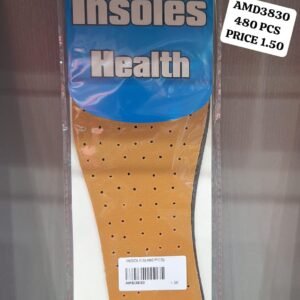 Insoles
Health
AMD3830
480 PCS
PRICE 1.50